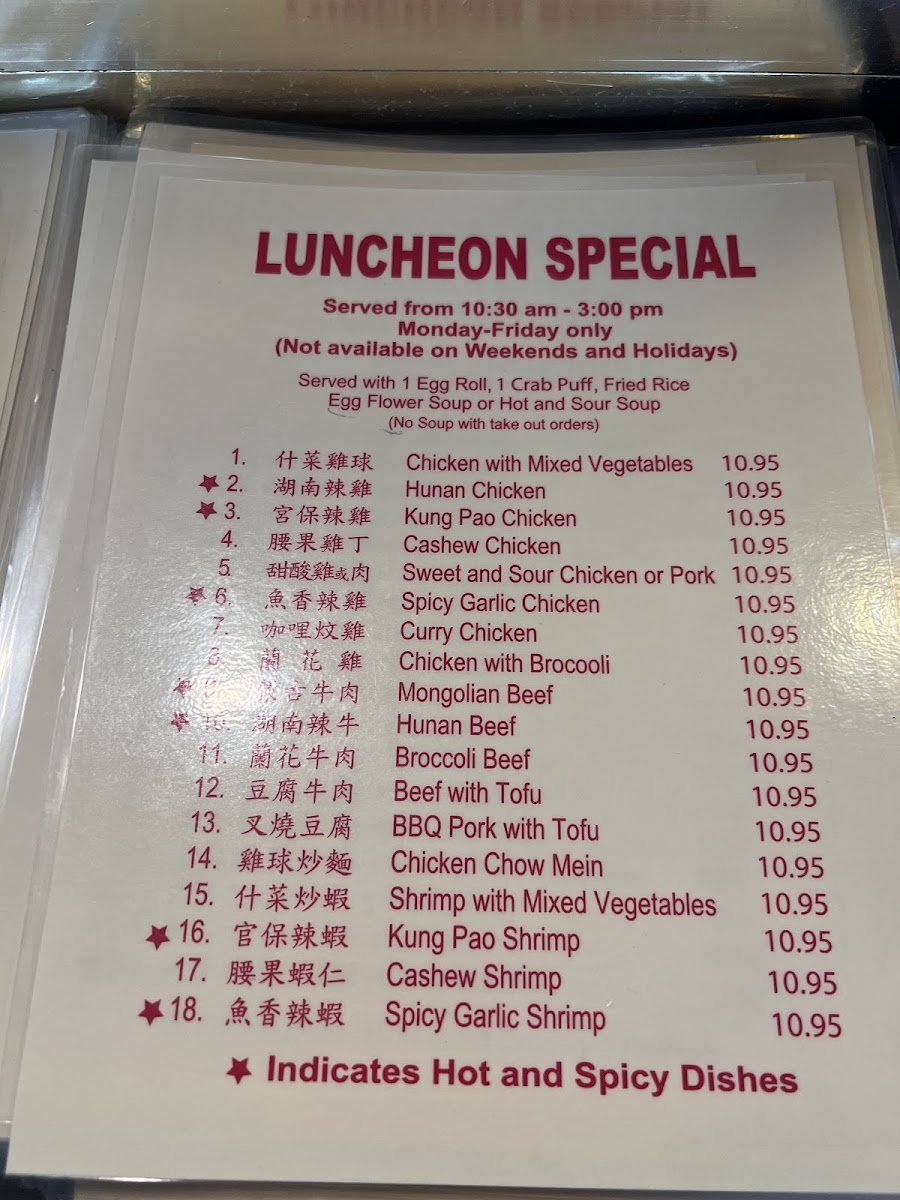 LUNCHEON SPECIAL
Served from 10:30 am - 3:00 pm
Monday-Friday only
(Not available on Weekends and Holidays)
Served with 1 Egg Roll, 1 Crab Puff, Fried Rice
Egg Flower Soup or Hot and Sour Soup
(No Soup with take out orders)
1. 什菜雞球 Chicken with Mixed Vegetables 10.95
★ 2. 湖南辣雞 Hunan Chicken 10.95
★ 3. 宮保辣雞 Kung Pao Chicken 10.95
4. 腰果雞丁 Cashew Chicken 10.95
5. 甜酸雞或肉 Sweet and Sour Chicken or Pork 10.95
★ 6. 魚香辣雞 Spicy Garlic Chicken 10.95
7. 咖哩炆雞 Curry Chicken 10.95
8. 蘭花雞 Chicken with Brocooli 10.95
★ 9. 蒙古牛肉 Mongolian Beef 10.95
★ 10. 湖南辣牛 Hunan Beef 10.95
11. 蘭花牛肉 Broccoli Beef 10.95
12. 豆腐牛肉 Beef with Tofu 10.95
13. 叉燒豆腐 BBQ Pork with Tofu 10.95
14. 雞球炒麵 Chicken Chow Mein 10.95
15. 什菜炒蝦 Shrimp with Mixed Vegetables 10.95
★ 16. 官保辣蝦 Kung Pao Shrimp 10.95
17. 腰果蝦仁 Cashew Shrimp 10.95
★ 18. 魚香辣蝦 Spicy Garlic Shrimp 10.95
★ Indicates Hot and Spicy Dishes